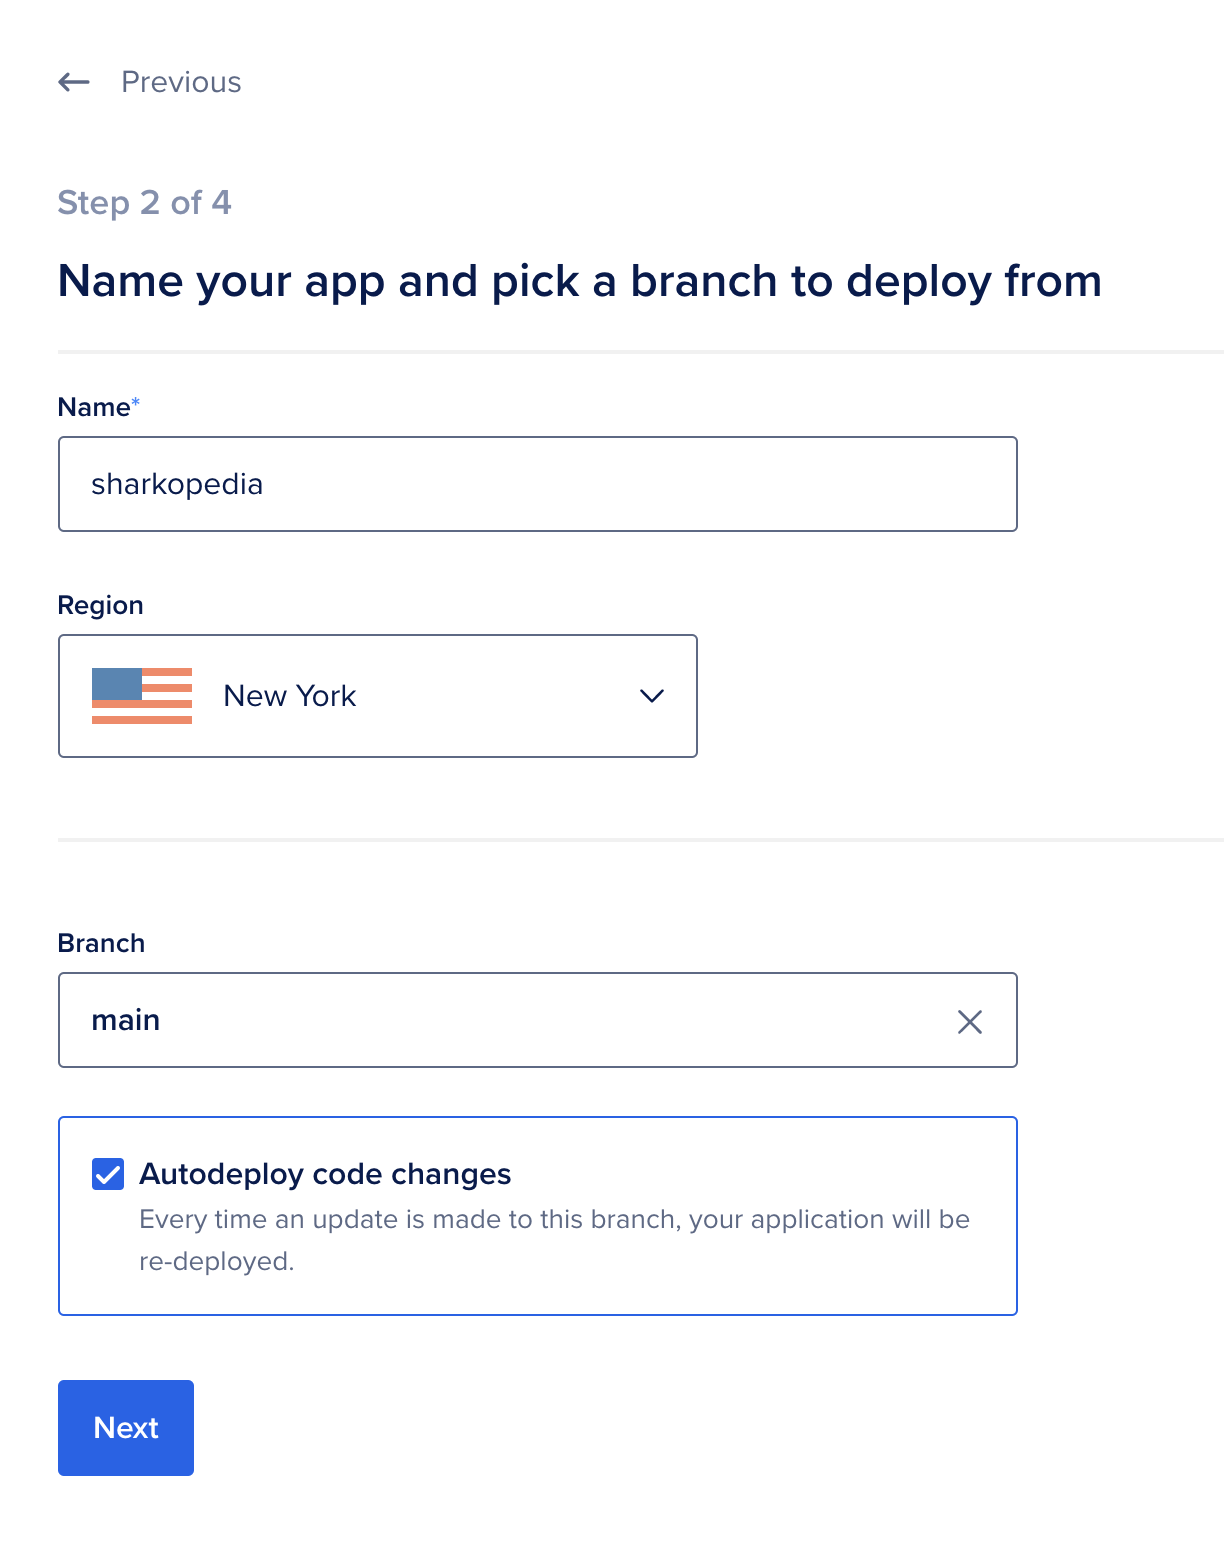 Previous
Step 2 of 4
Name your app and pick a branch to deploy from
Name*
sharkopedia
Region
New York
Branch
main
Autodeploy code changes
Every time an update is made to this branch, your application will be
re-deployed.
Next